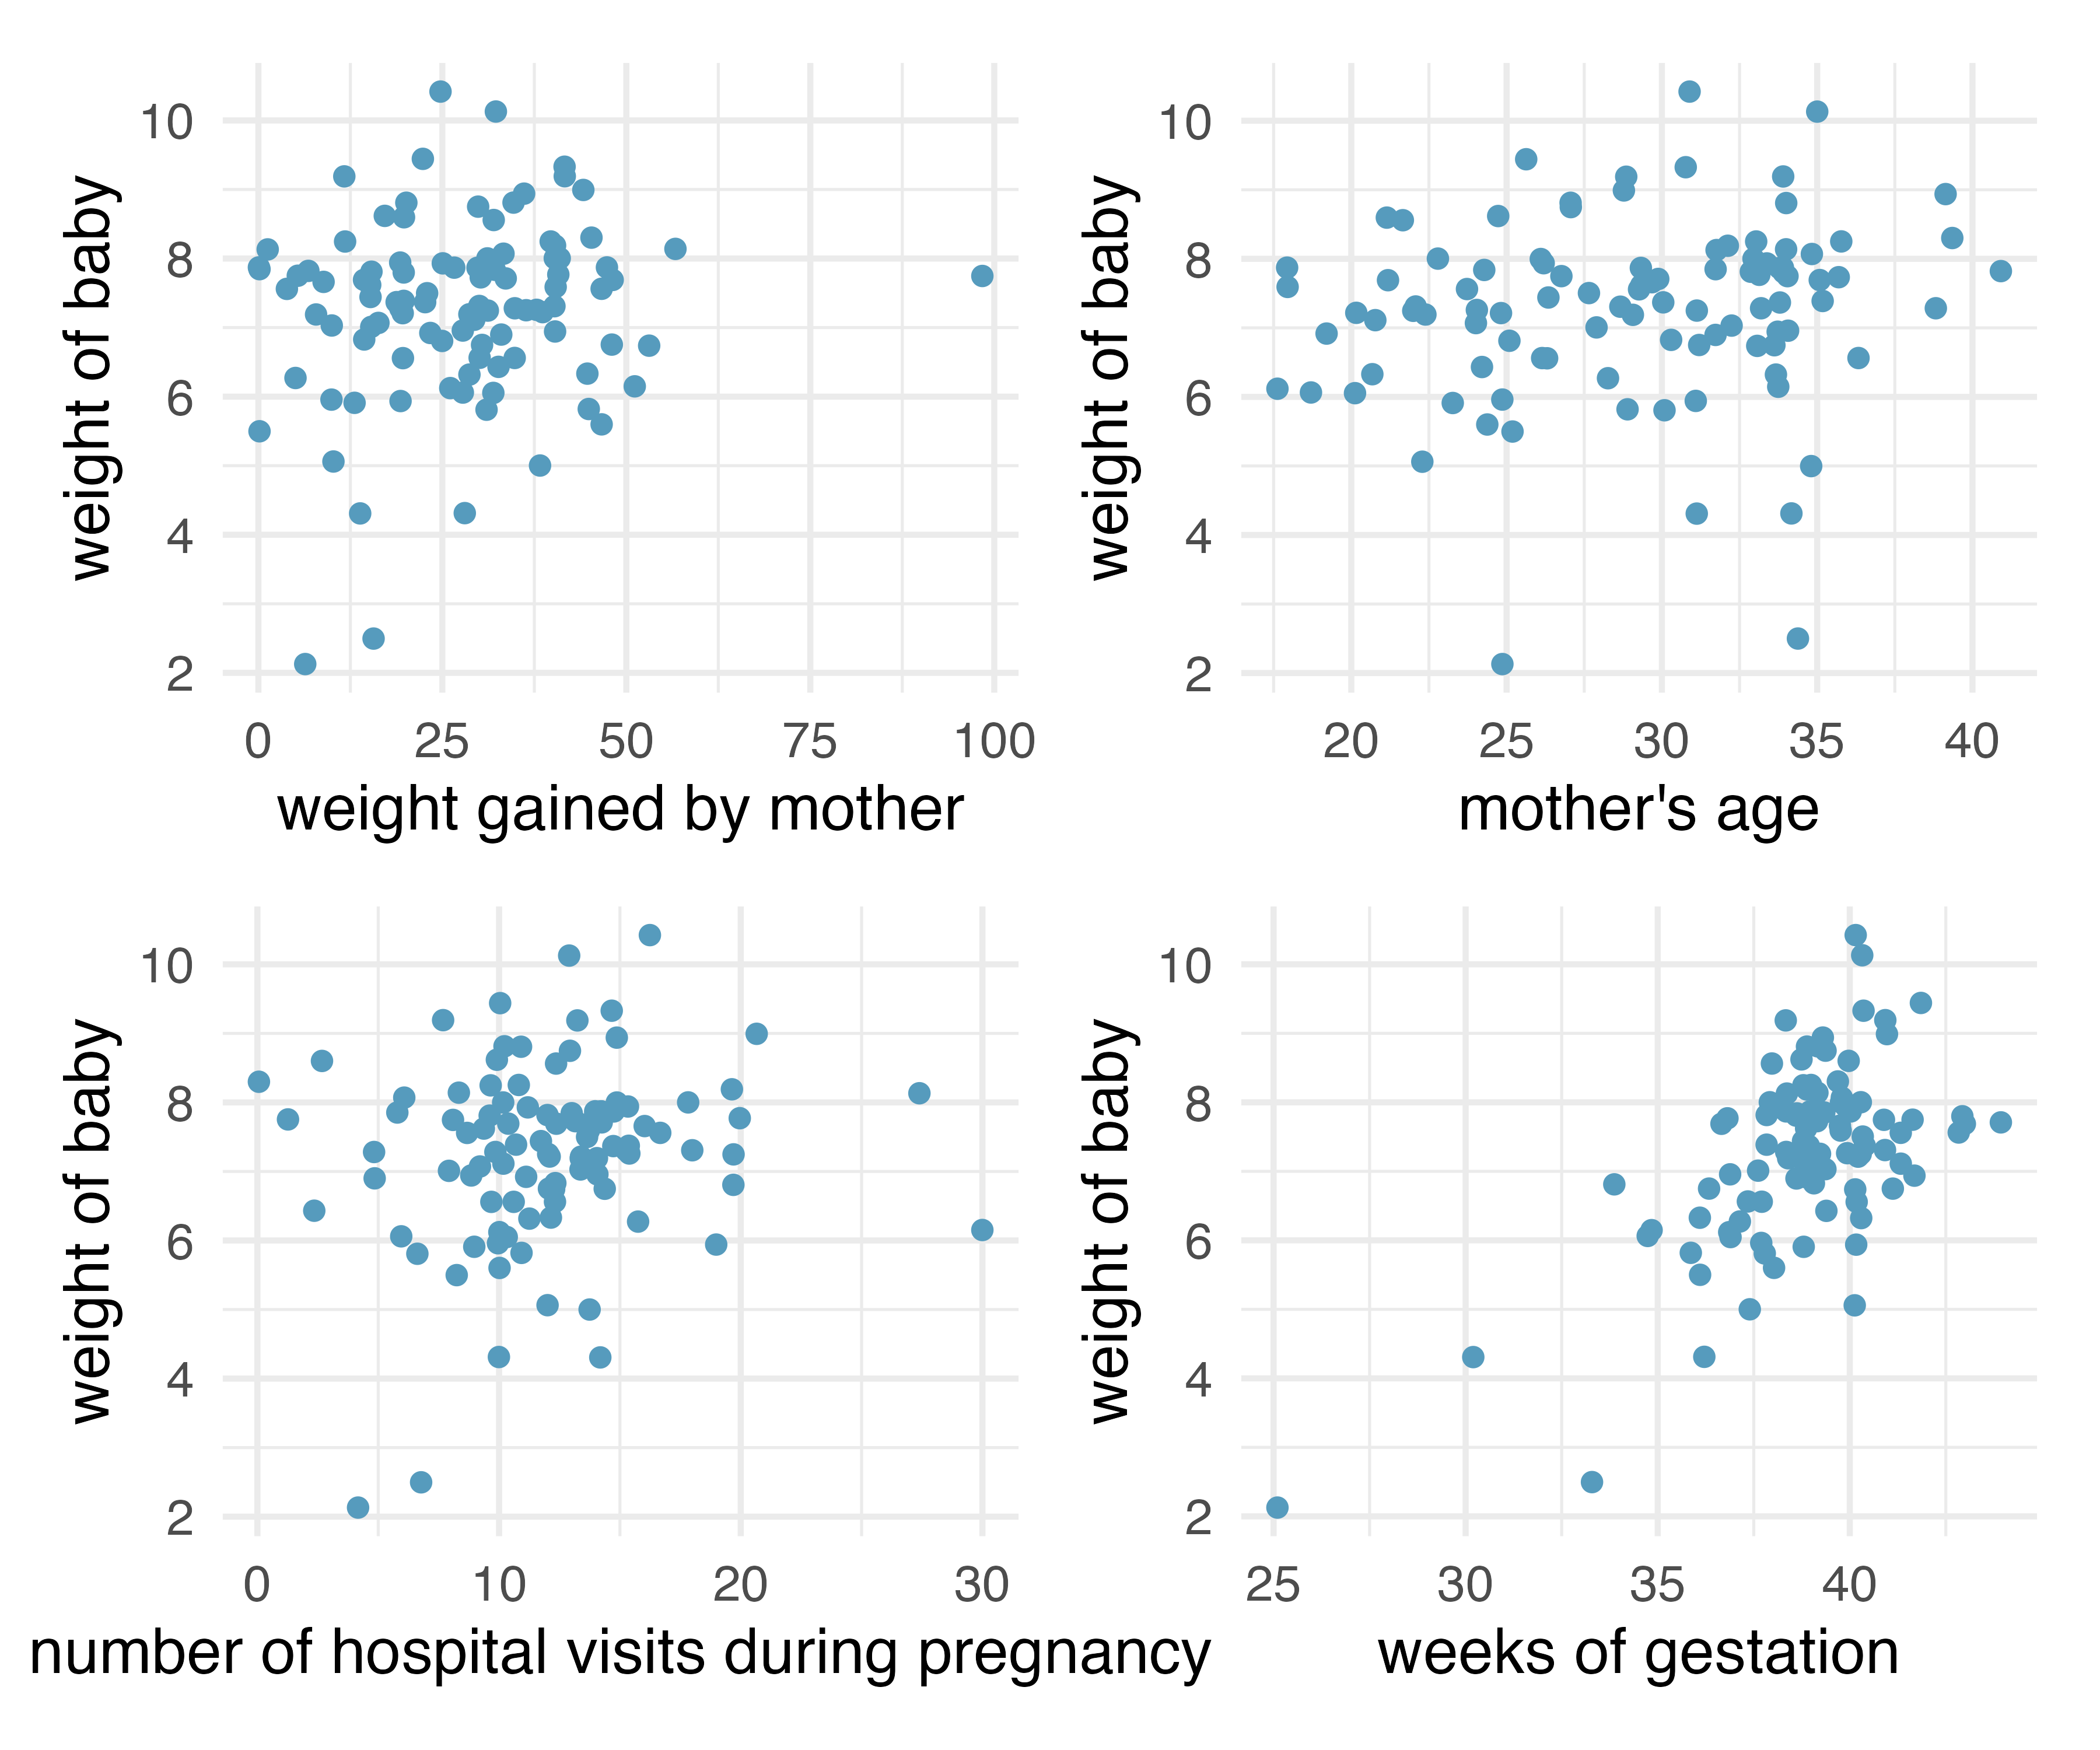 10
8
6
4
2
weight of baby
0 25 50 75 100
weight gained by mother
10
8
6
4
2
weight of baby
20 25 30 35 40
mother's age
10
8
6
4
2
weight of baby
0 10 20 30
number of hospital visits during pregnancy
10
8
6
4
2
weight of baby
25 30 35 40
weeks of gestation